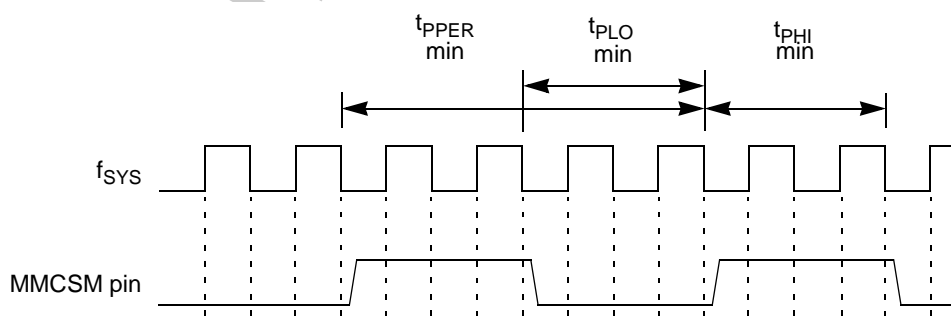 tPPER
min
tPLO
min
tPHI
min
fSYS
MMCSM pin